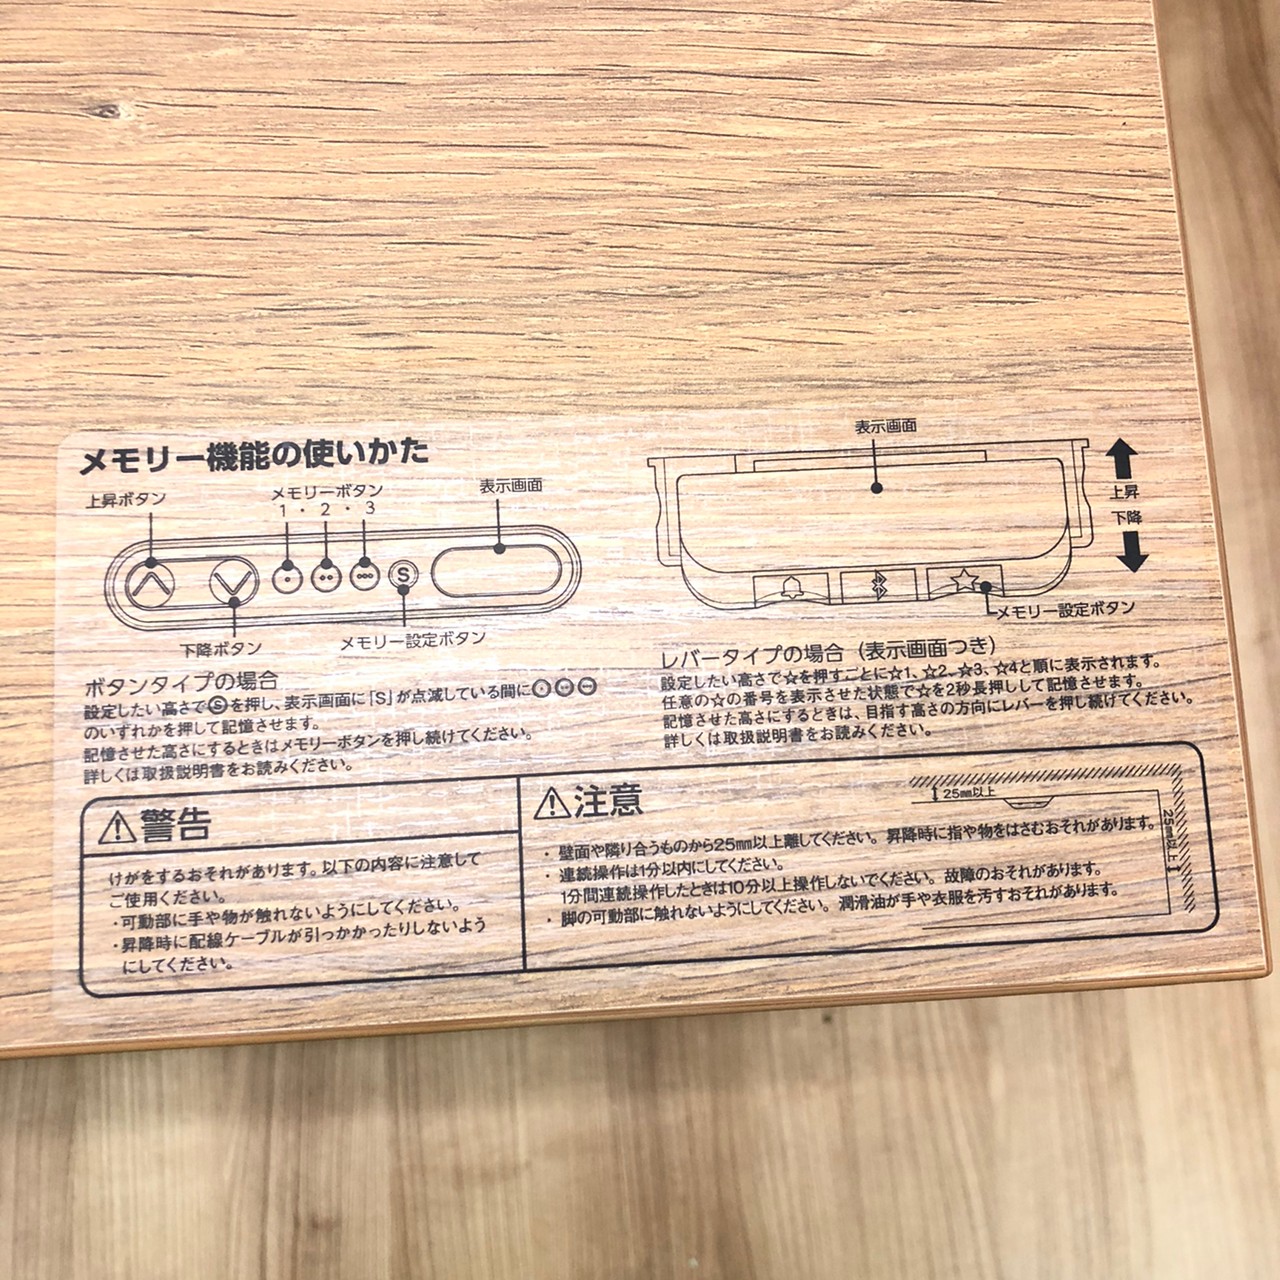 メモリー機能の使いかた
上昇ボタン
メモリーボタン
1・2・3
表示画面
S
下降ボタン
メモリー設定ボタン
ボタンタイプの場合
設定したい高さでⓈを押し、表示画面に「S」が点滅している間に
のいずれかを押して記憶させます。
記憶させた高さにするときはメモリーボタンを押し続けてください。
詳しくは取扱説明書をお読みください。
表示画面
上昇
下降
メモリー設定ボタン
レバータイプの場合(表示画面つき)
設定したい高さで☆を押すごとに☆1、☆2、☆3、☆4と順に表示されます。
任意の☆の番号を表示させた状態で☆を2秒長押しして記憶させます。
記憶させた高さにするときは、目指す高さの方向にレバーを押し続けてください。
詳しくは取扱説明書をお読みください。
⚠警告
けがをするおそれがあります。以下の内容に注意して
ご使用ください。
・可動部に手や物が触れないようにしてください。
・昇降時に配線ケーブルが引っかかったりしないよう
にしてください。
⚠注意
・壁面や隣り合うものから25mm以上離してください。昇降時に指や物をはさむおそれがあります。
・連続操作は1分以内にしてください。
1分間連続操作したときは10分以上操作しないでください。故障のおそれがあります。
・脚の可動部に触れないようにしてください。潤滑油が手や衣服を汚すおそれがあります。
25mm以上
25mm以上